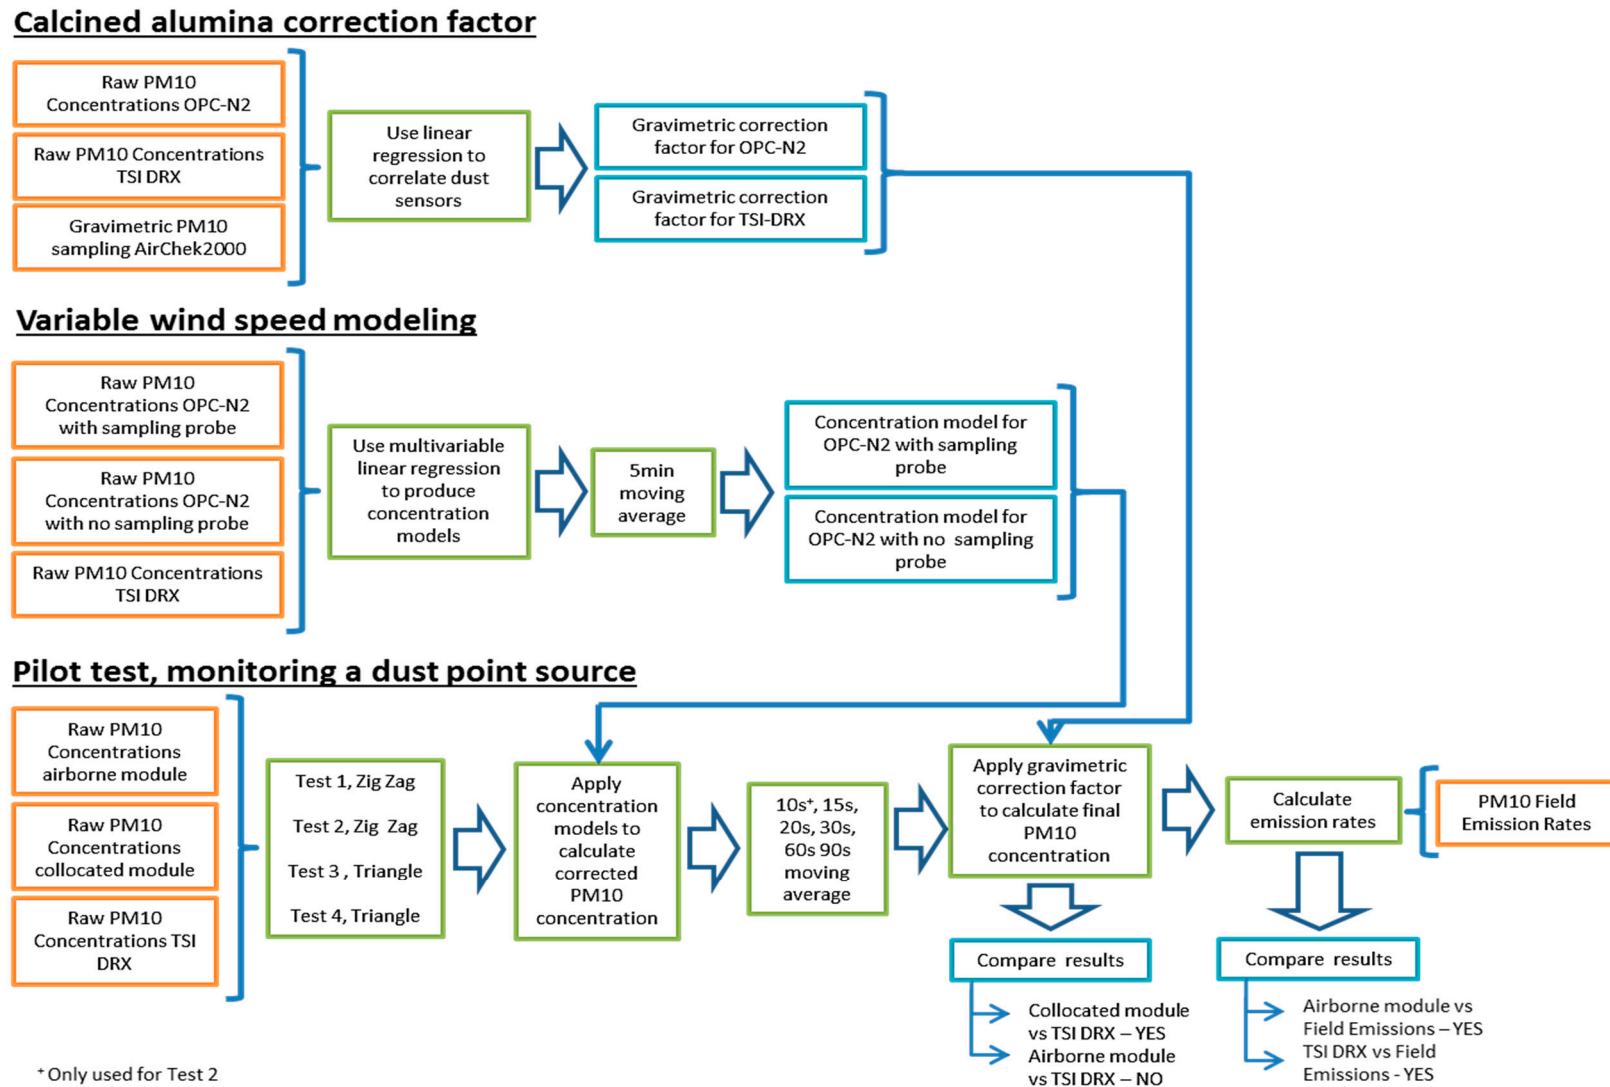 Calcined alumina correction factor
Raw PM10
Concentrations OPC-N2
Raw PM10 Concentrations
TSI DRX
Gravimetric PM10
sampling AirChek2000
Use linear
regression to
correlate dust
sensors
Gravimetric correction
factor for OPC-N2
Gravimetric correction
factor for TSI-DRX
Variable wind speed modeling
Raw PM10
Concentrations OPC-N2
with sampling probe
Raw PM10
Concentrations OPC-N2
with no sampling probe
Raw PM10 Concentrations
TSI DRX
Use multivariable
linear regression
to produce
concentration
models
5min
moving
average
Concentration model for
OPC-N2 with sampling
probe
Concentration model for
OPC-N2 with no sampling
probe
Pilot test, monitoring a dust point source
Raw PM10
Concentrations
airborne module
Raw PM10
Concentrations
collocated module
Raw PM10
Concentrations TSI
DRX
Test 1, Zig Zag
Test 2, Zig Zag
Test 3 , Triangle
Test 4, Triangle
Apply
concentration
models to
calculate
corrected
PM10
concentration
10s⁺, 15s,
20s, 30s,
60s 90s
moving
average
Apply gravimetric
correction factor
to calculate final
PM10
concentration
Calculate
emission rates
PM10 Field
Emission Rates
Compare results
Collocated module
vs TSI DRX – YES
Airborne module
vs TSI DRX – NO
Compare results
Airborne module vs
Field Emissions – YES
TSI DRX vs Field
Emissions - YES
⁺ Only used for Test 2